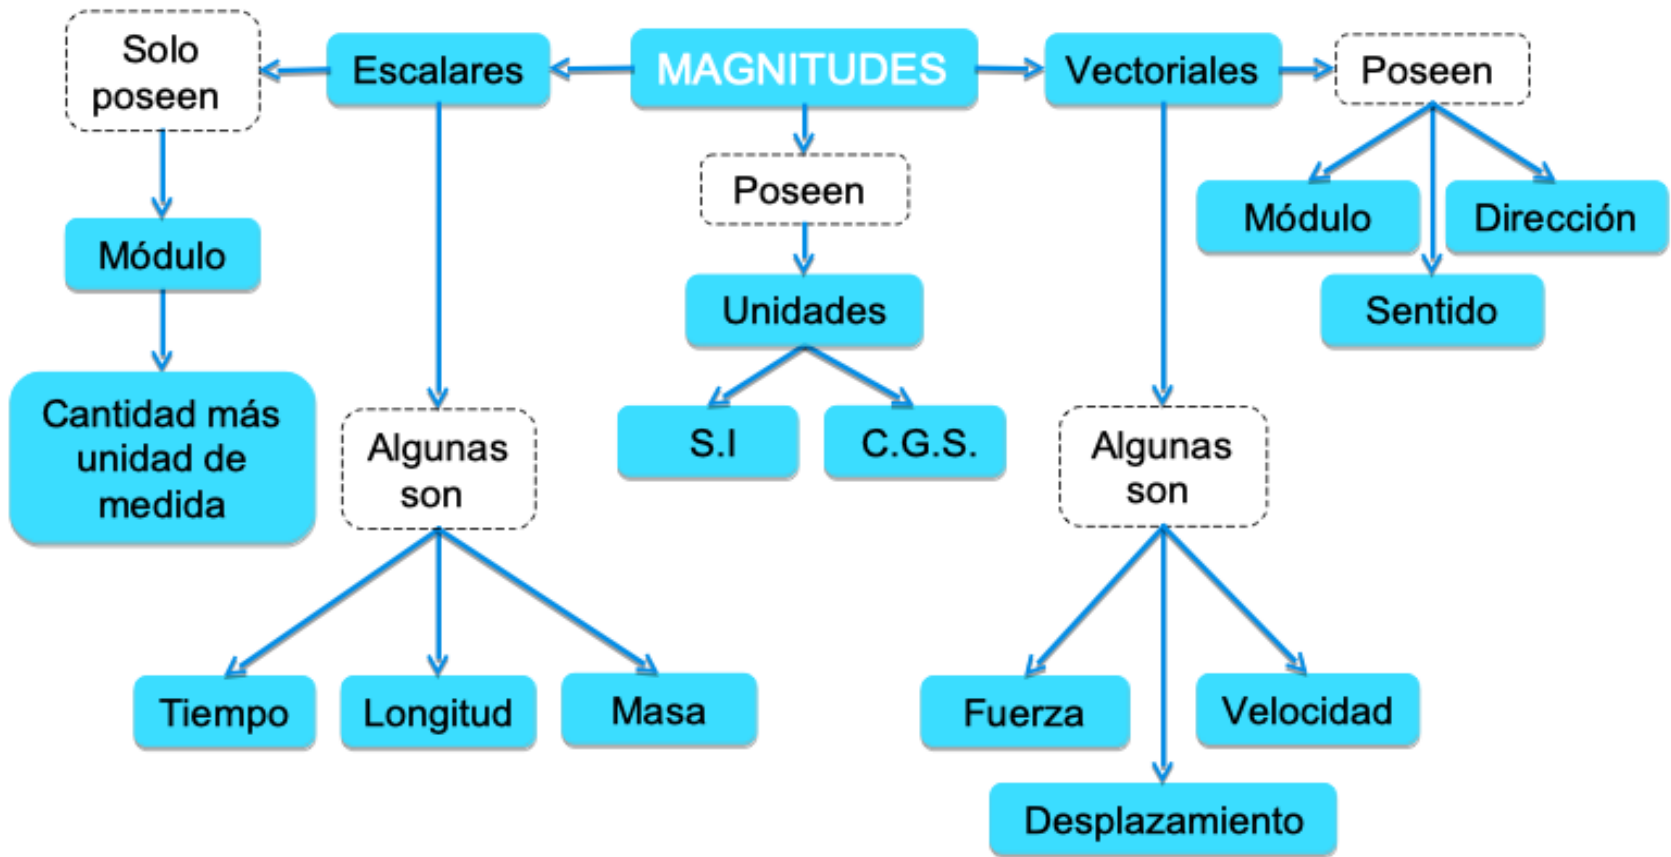 Solo
poseen
Escalares
MAGNITUDES
Vectoriales
Poseen
Poseen
Módulo
Dirección
Módulo
Unidades
Sentido
Cantidad más
unidad de
medida
Algunas
son
S.I
C.G.S.
Algunas
son
Tiempo
Longitud
Masa
Fuerza
Velocidad
Desplazamiento